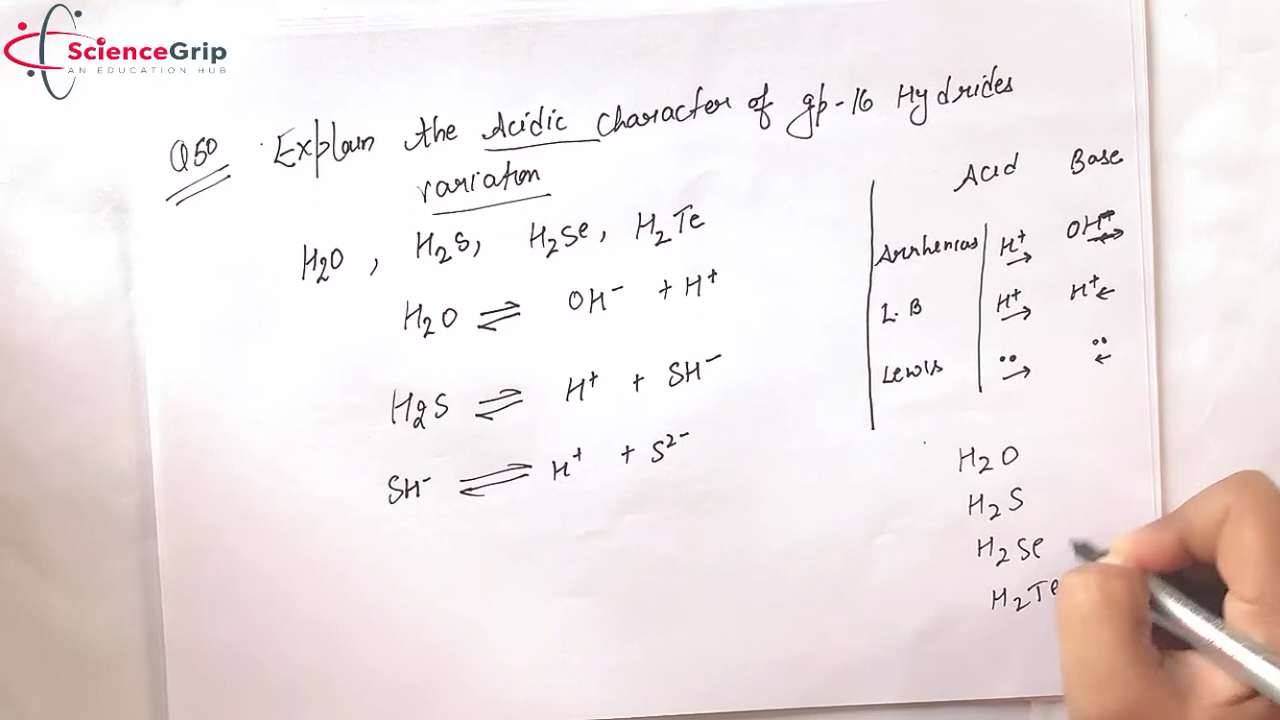 ScienceGrip
AN EDUCATION HUB
Q50 Explain the Acidic Character of gp-16 Hydrides
variation
H₂O, H₂S, H₂Se, H₂Te
H₂O ⇌ OH⁻ + H⁺
H₂S ⇌ H⁺ + SH⁻
SH⁻ ⇌ H⁺ + S²⁻
Acid Base
Arrhenias H⁺ → OH
L.B H⁺ → H⁺ ←
Lewis •• → •• ←
H₂O
H₂S
H₂Se
H₂Te